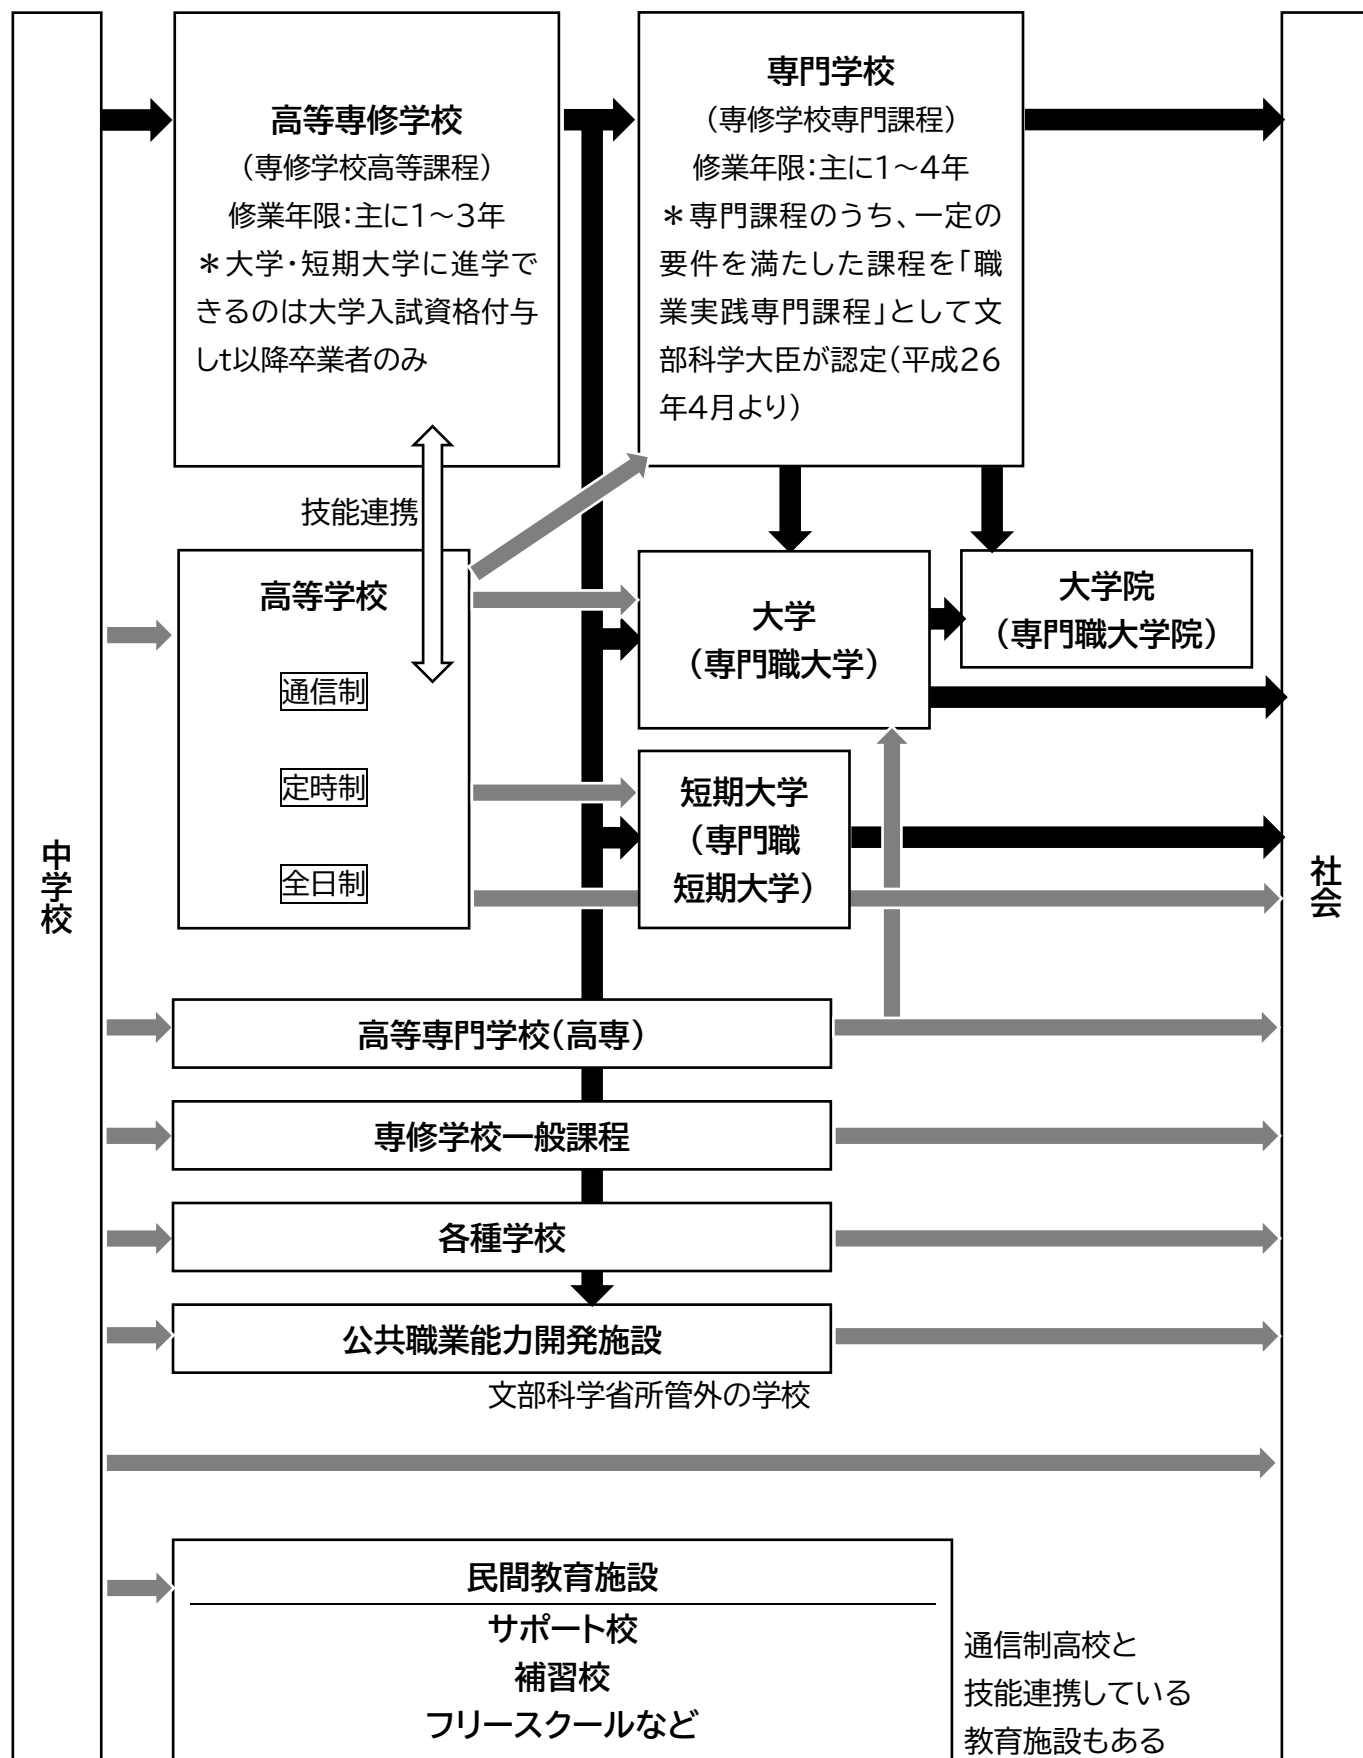 高等専修学校
（専修学校高等課程）
修業年限：主に1～3年
＊大学・短期大学に進学で
きるのは大学入試資格付与
しt以降卒業者のみ
専門学校
（専修学校専門課程）
修業年限：主に1～4年
＊専門課程のうち、一定の
要件を満たした課程を「職
業実践専門課程」として文
部科学大臣が認定（平成26
年4月より）
技能連携
高等学校
通信制
定時制
全日制
大学
（専門職大学）
大学院
（専門職大学院）
短期大学
（専門職
短期大学）
中学校
社会
高等専門学校（高専）
専修学校一般課程
各種学校
公共職業能力開発施設
文部科学省所管外の学校
民間教育施設
サポート校
補習校
フリースクールなど
通信制高校と
技能連携している
教育施設もある